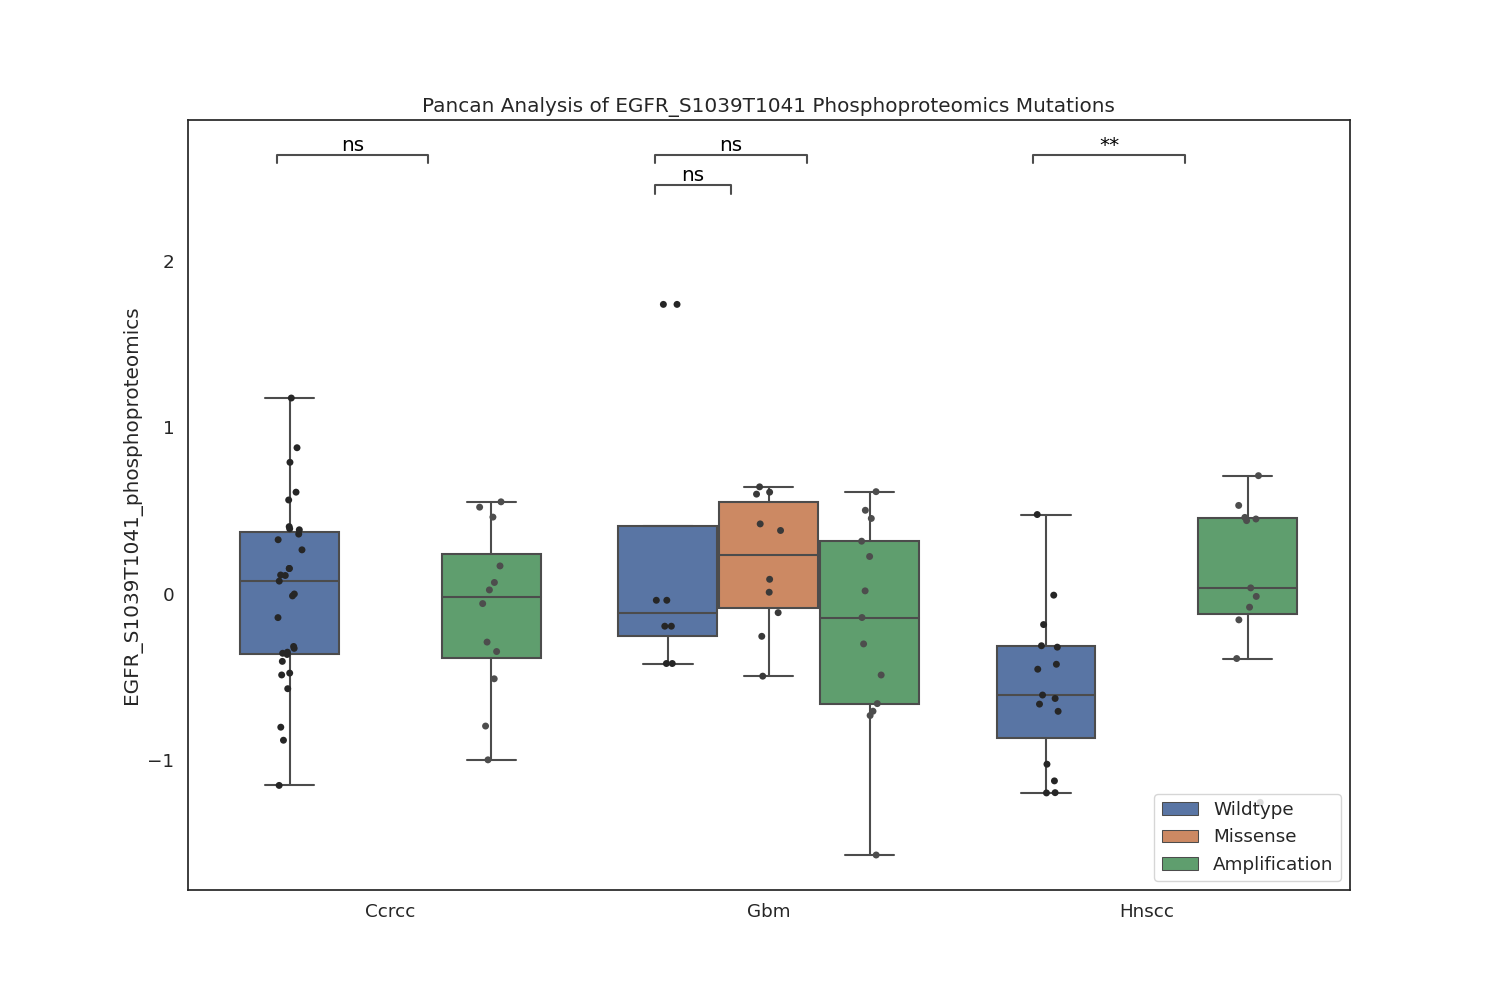 Pancan Analysis of EGFR_S1039T1041 Phosphoproteomics Mutations
ns
ns
**
ns
2
1
0
−1
EGFR_S1039T1041_phosphoproteomics
Wildtype
Missense
Amplification
Ccrcc
Gbm
Hnscc